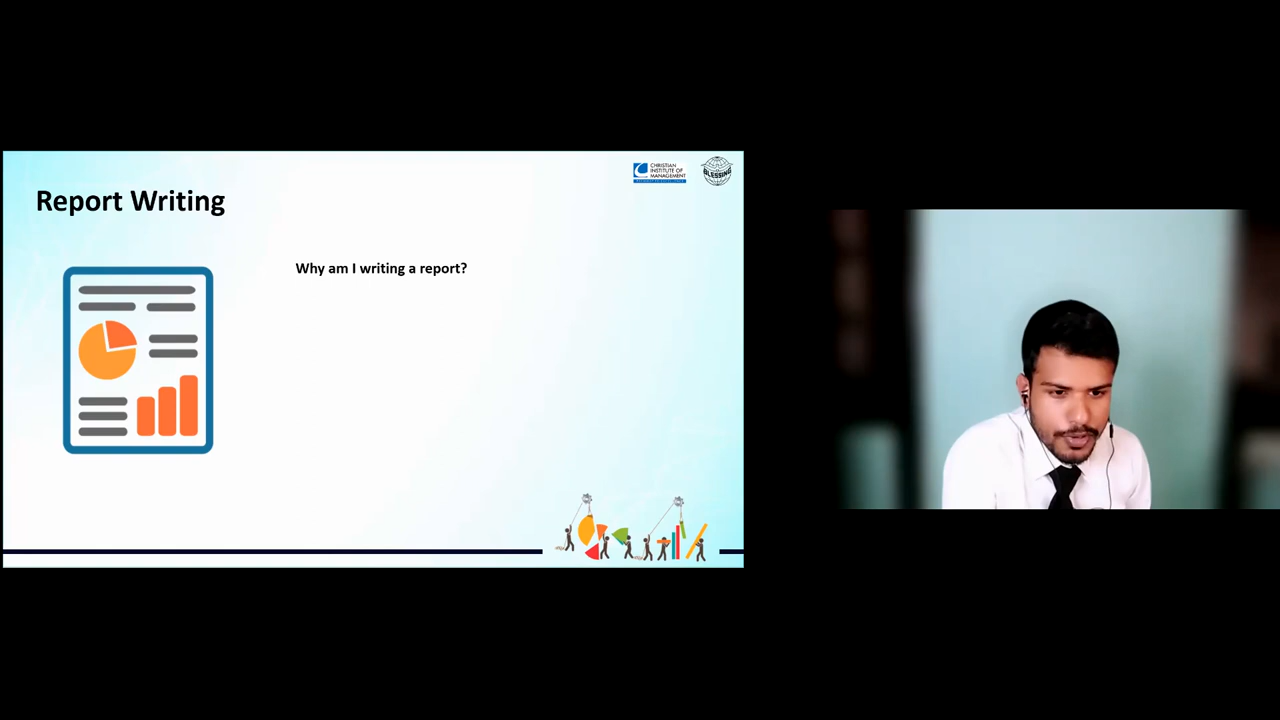 CHRISTIAN
INSTITUTE OF
MANAGEMENT
BLESSING
Report Writing
Why am I writing a report?